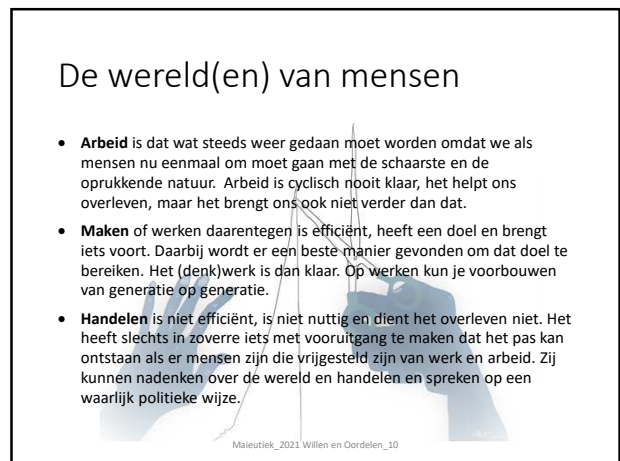 De wereld(en) van mensen
• Arbeid is dat wat steeds weer gedaan moet worden omdat we als
mensen nu eenmaal om moet gaan met de schaarste en de
oprukkende natuur. Arbeid is cyclisch nooit klaar, het helpt ons
overleven, maar het brengt ons ook niet verder dan dat.
• Maken of werken daarentegen is efficiënt, heeft een doel en brengt
iets voort. Daarbij wordt er een beste manier gevonden om dat doel te
bereiken. Het (denk)werk is dan klaar. Op werken kun je voorbouwen
van generatie op generatie.
• Handelen is niet efficiënt, is niet nuttig en dient het overleven niet. Het
heeft slechts in zoverre iets met vooruitgang te maken dat het pas kan
ontstaan als er mensen zijn die vrijgesteld zijn van werk en arbeid. Zij
kunnen nadenken over de wereld en handelen en spreken op een
waarlijk politieke wijze.
Maieutiek_2021 Willen en Oordelen_10